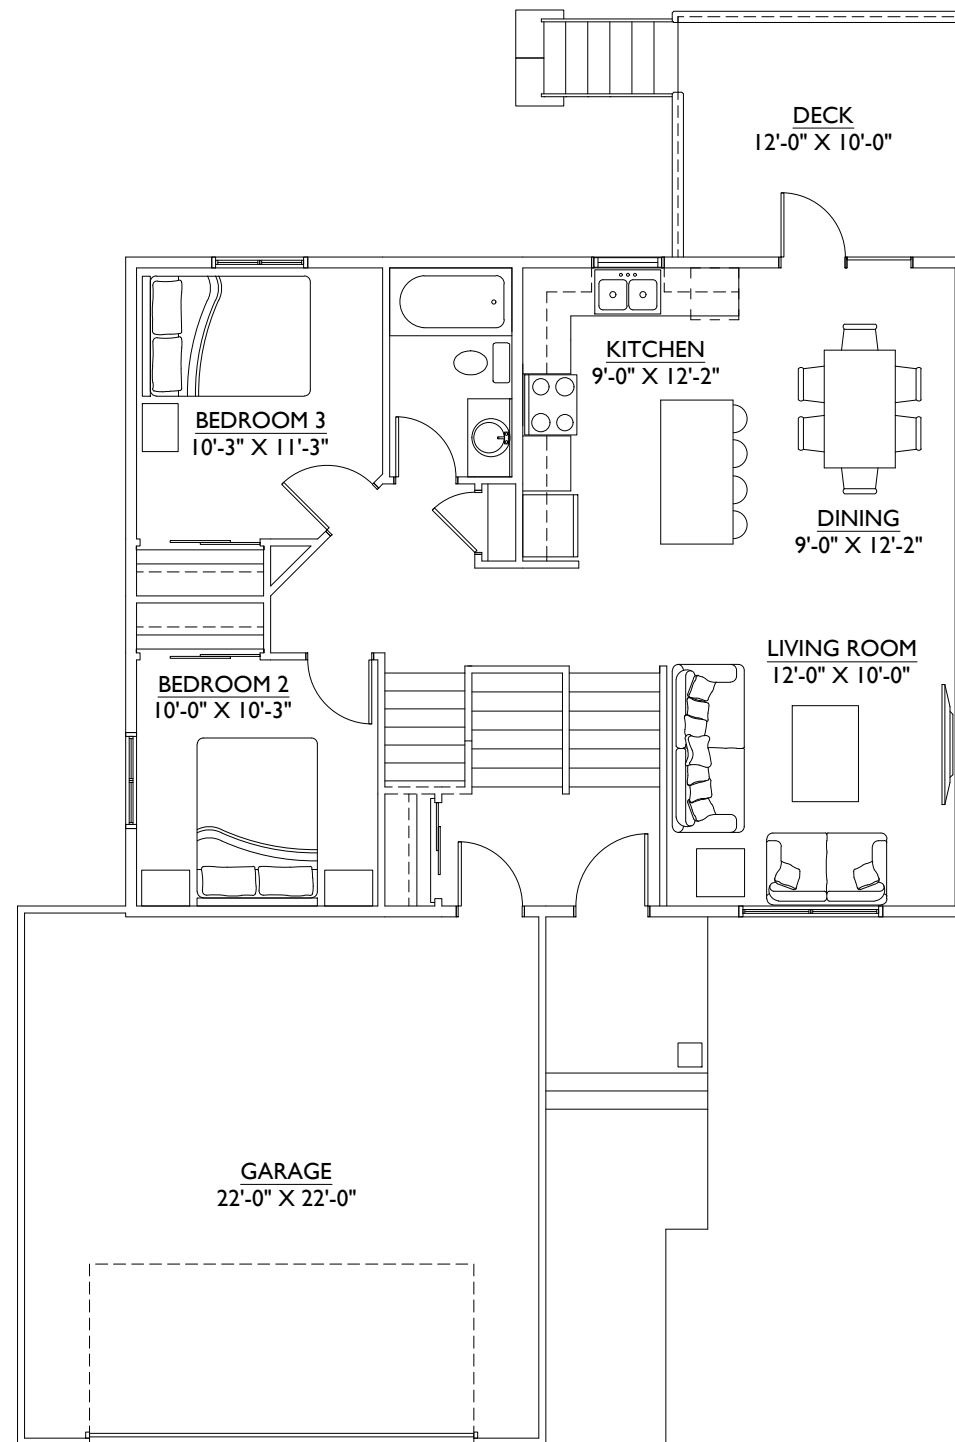 DECK
12'-0" X 10'-0"
KITCHEN
9'-0" X 12'-2"
BEDROOM 3
10'-3" X 11'-3"
DINING
9'-0" X 12'-2"
LIVING ROOM
12'-0" X 10'-0"
BEDROOM 2
10'-0" X 10'-3"
GARAGE
22'-0" X 22'-0"